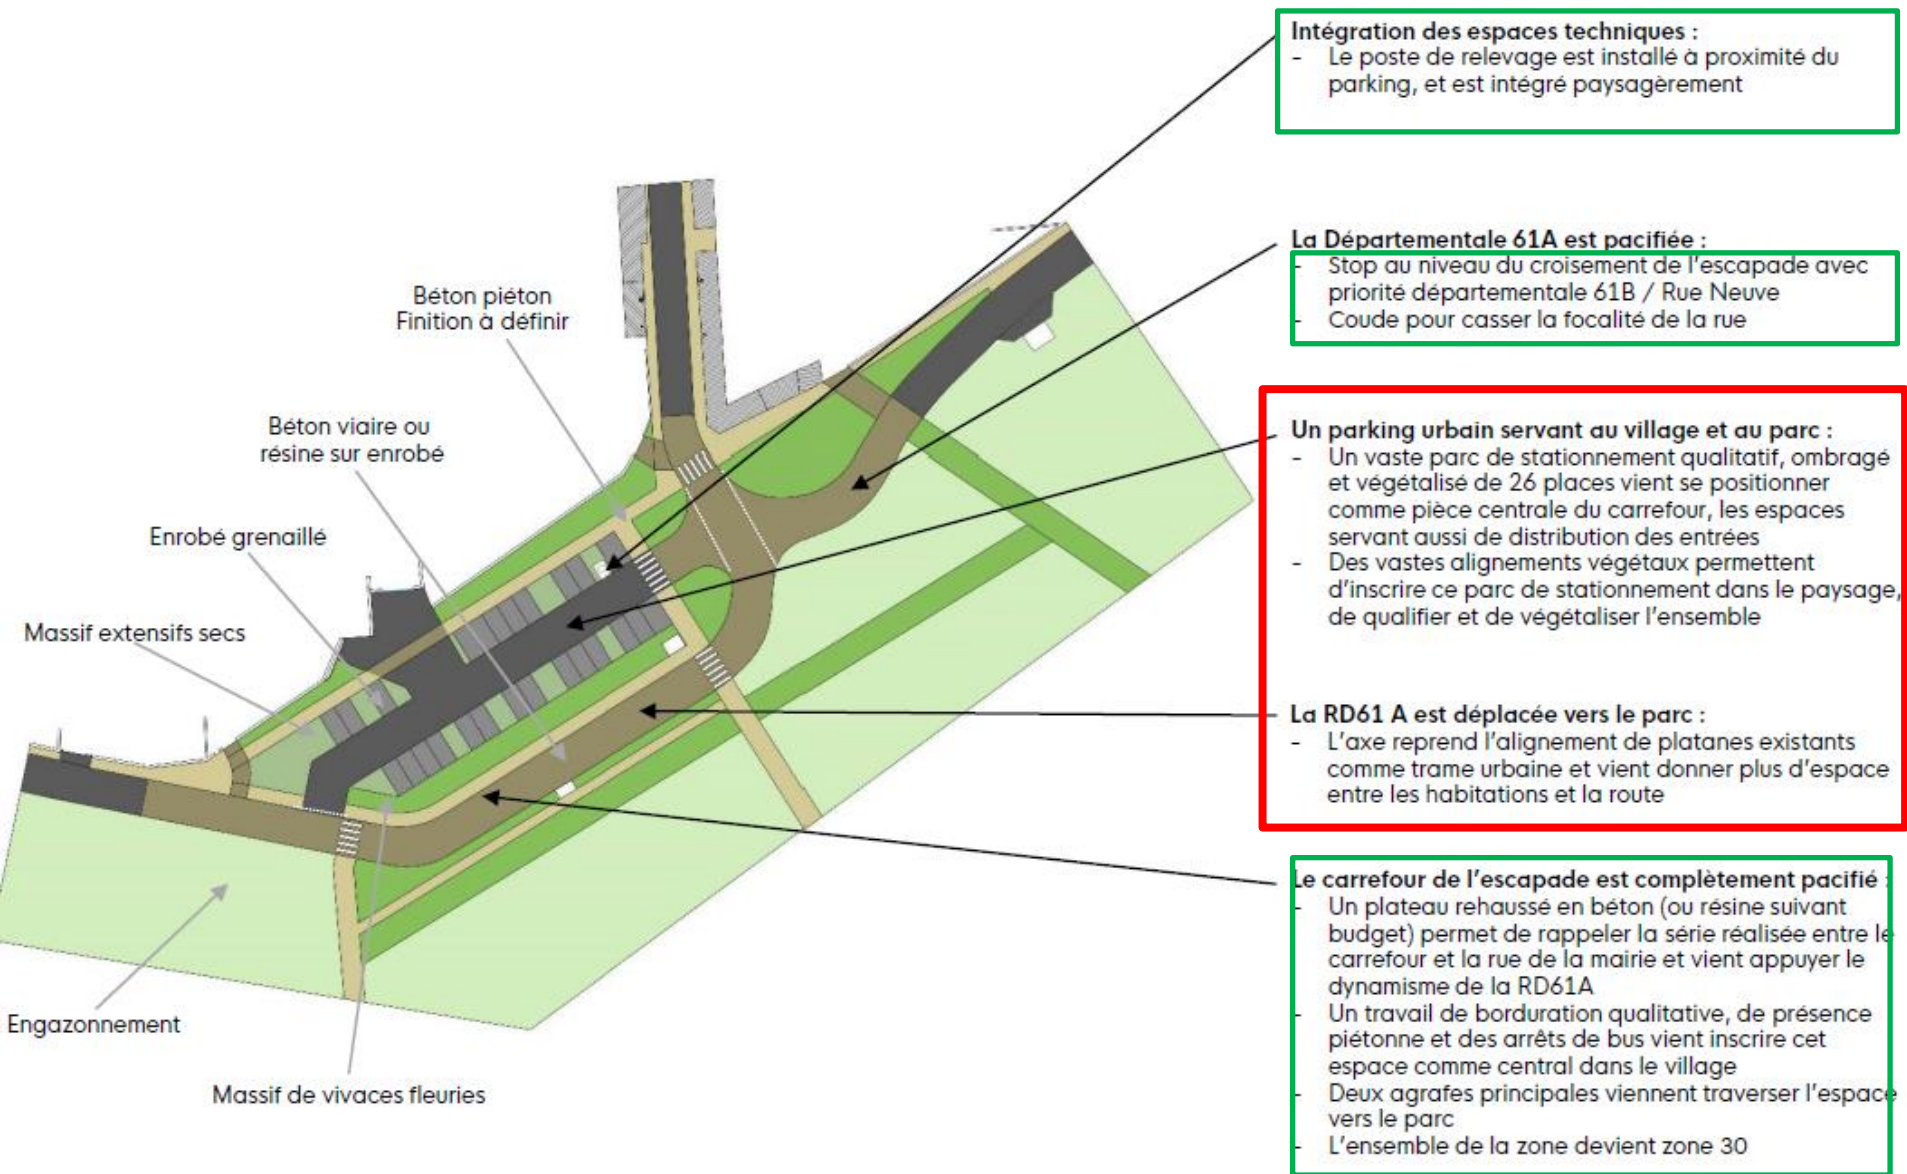 Intégration des espaces techniques :
- Le poste de relevage est installé à proximité du
parking, et est intégré paysagèrement
La Départementale 61A est pacifiée :
- Stop au niveau du croisement de l'escapade avec
priorité départementale 61B / Rue Neuve
- Coude pour casser la focalité de la rue
Un parking urbain servant au village et au parc :
- Un vaste parc de stationnement qualitatif, ombragé
et végétalisé de 26 places vient se positionner
comme pièce centrale du carrefour, les espaces
servant aussi de distribution des entrées
- Des vastes alignements végétaux permettent
d'inscrire ce parc de stationnement dans le paysage,
de qualifier et de végétaliser l'ensemble
La RD61 A est déplacée vers le parc :
- L'axe reprend l'alignement de platanes existants
comme trame urbaine et vient donner plus d'espace
entre les habitations et la route
Le carrefour de l'escapade est complètement pacifié :
- Un plateau rehaussé en béton (ou résine suivant
budget) permet de rappeler la série réalisée entre le
carrefour et la rue de la mairie et vient appuyer le
dynamisme de la RD61A
- Un travail de borduration qualitative, de présence
piétonne et des arrêts de bus vient inscrire cet
espace comme central dans le village
- Deux agrafes principales viennent traverser l'espace
vers le parc
- L'ensemble de la zone devient zone 30
Béton piéton
Finition à définir
Béton viaire ou
résine sur enrobé
Enrobé grenaillé
Massif extensifs secs
Engazonnement
Massif de vivaces fleuries